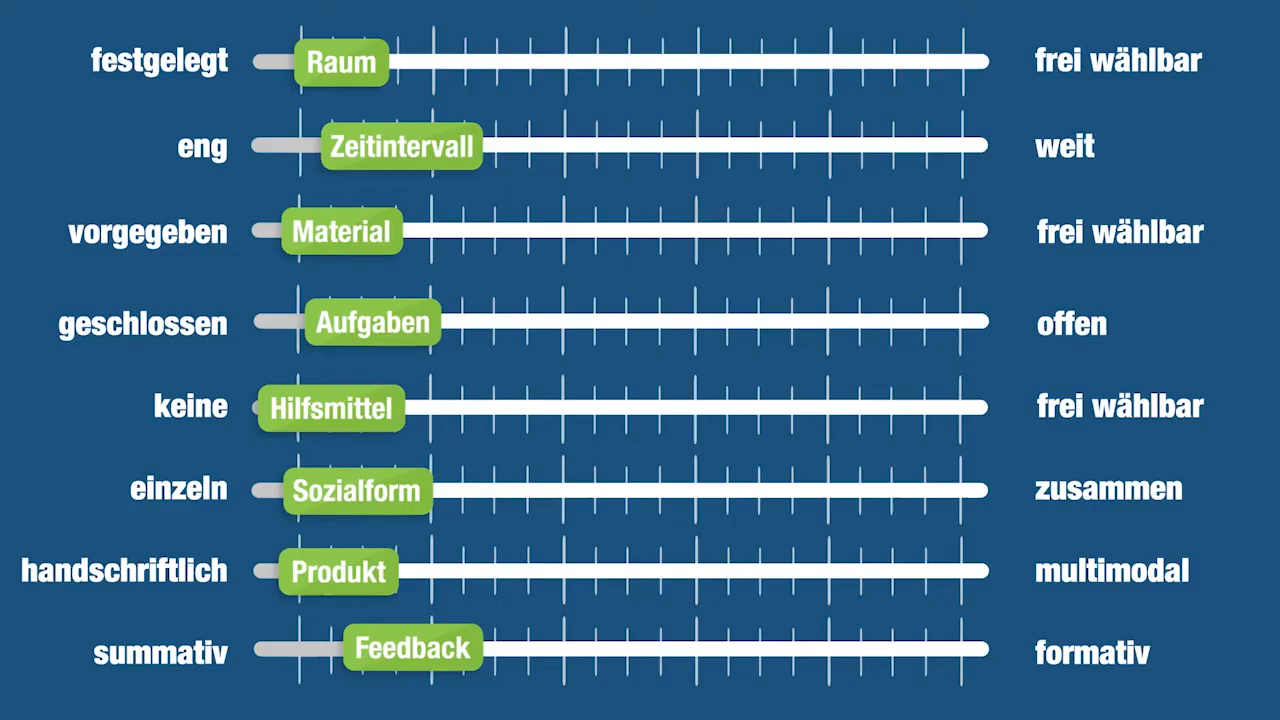 festgelegt Raum frei wählbar
eng Zeitintervall weit
vorgegeben Material frei wählbar
geschlossen Aufgaben offen
keine Hilfsmittel frei wählbar
einzeln Sozialform zusammen
handschriftlich Produkt multimodal
summativ Feedback formativ